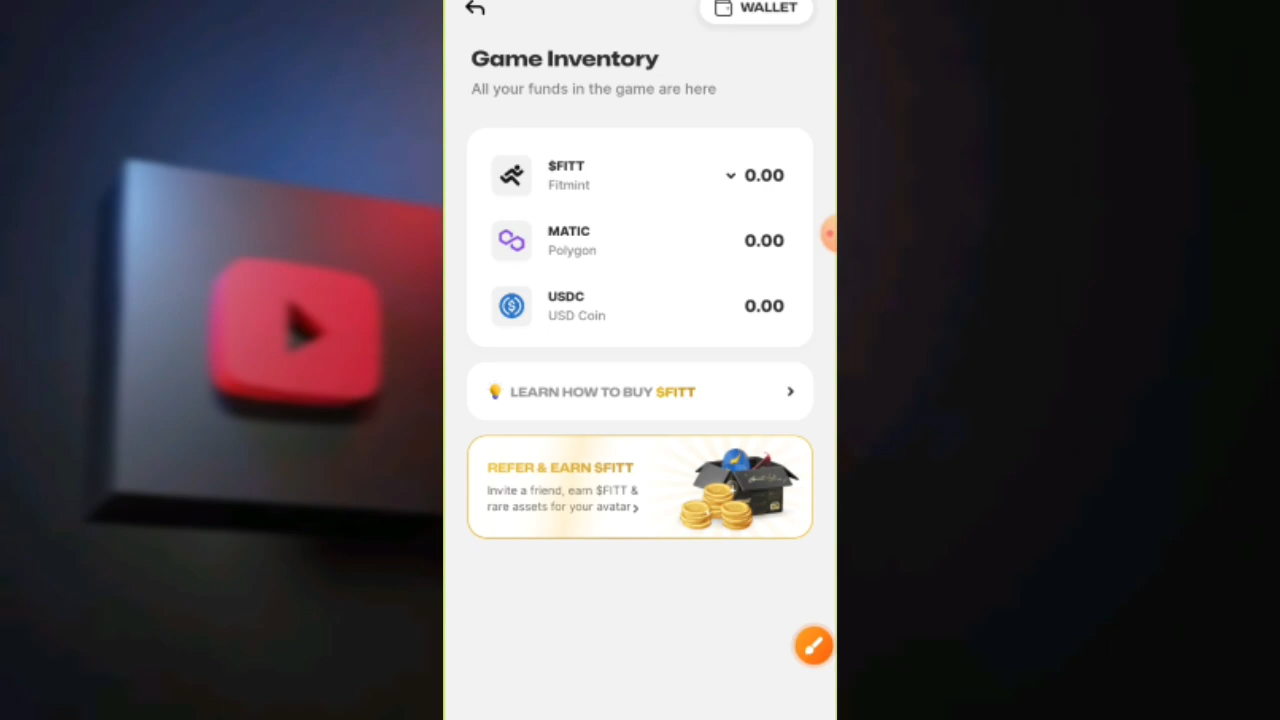 WALLET
Game Inventory
All your funds in the game are here
$FITT
Fitmint
0.00
MATIC
Polygon
0.00
USDC
USD Coin
0.00
LEARN HOW TO BUY $FITT
REFER & EARN $FITT
Invite a friend, earn $FITT &
rare assets for your avatar